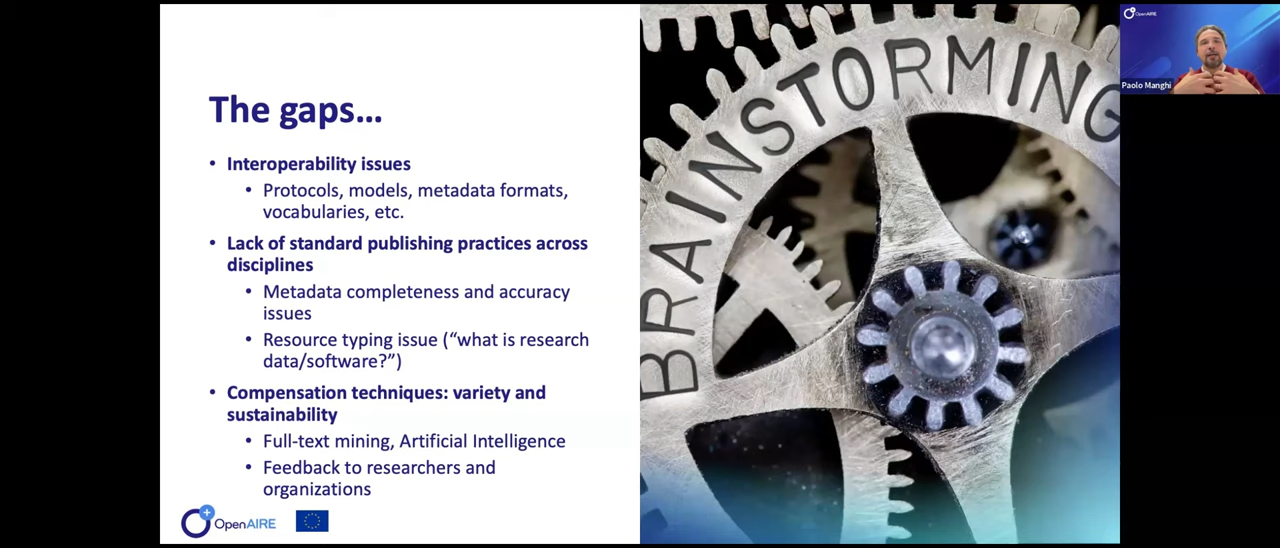 The gaps...
• Interoperability issues
• Protocols, models, metadata formats,
vocabularies, etc.
• Lack of standard publishing practices across
disciplines
• Metadata completeness and accuracy
issues
• Resource typing issue (“what is research
data/software?”)
• Compensation techniques: variety and
sustainability
• Full-text mining, Artificial Intelligence
• Feedback to researchers and
organizations
OpenAIRE
BRAINSTORMING
OpenAIRE
Paolo Manghi